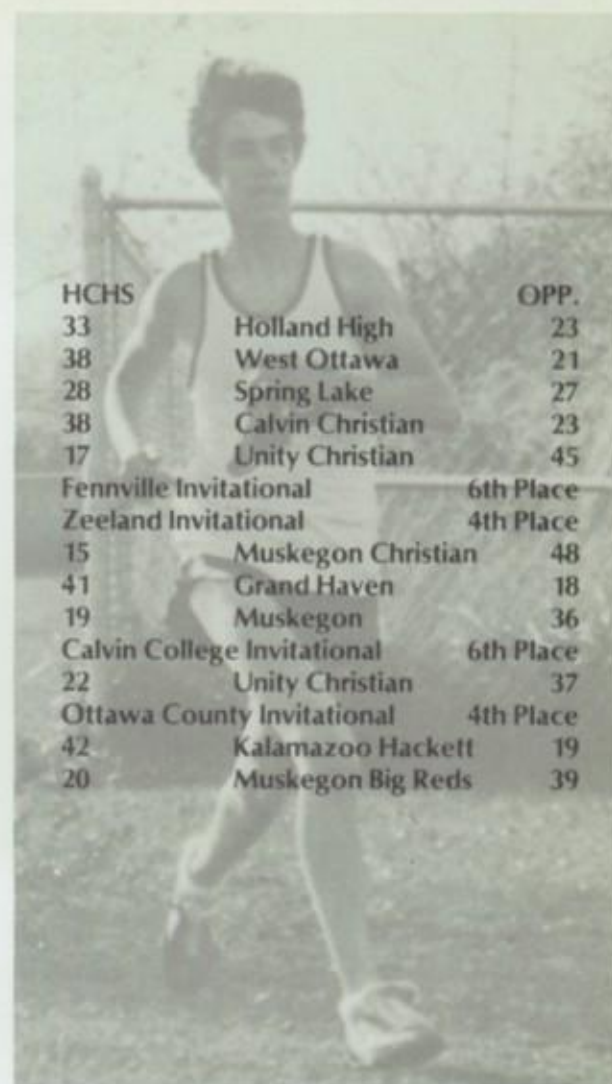 HCHS OPP.
33 Holland High 23
38 West Ottawa 21
28 Spring Lake 27
38 Calvin Christian 23
17 Unity Christian 45
Fennville Invitational 6th Place
Zeeland Invitational 4th Place
15 Muskegon Christian 48
41 Grand Haven 18
19 Muskegon 36
Calvin College Invitational 6th Place
22 Unity Christian 37
Ottawa County Invitational 4th Place
42 Kalamazoo Hackett 19
20 Muskegon Big Reds 39